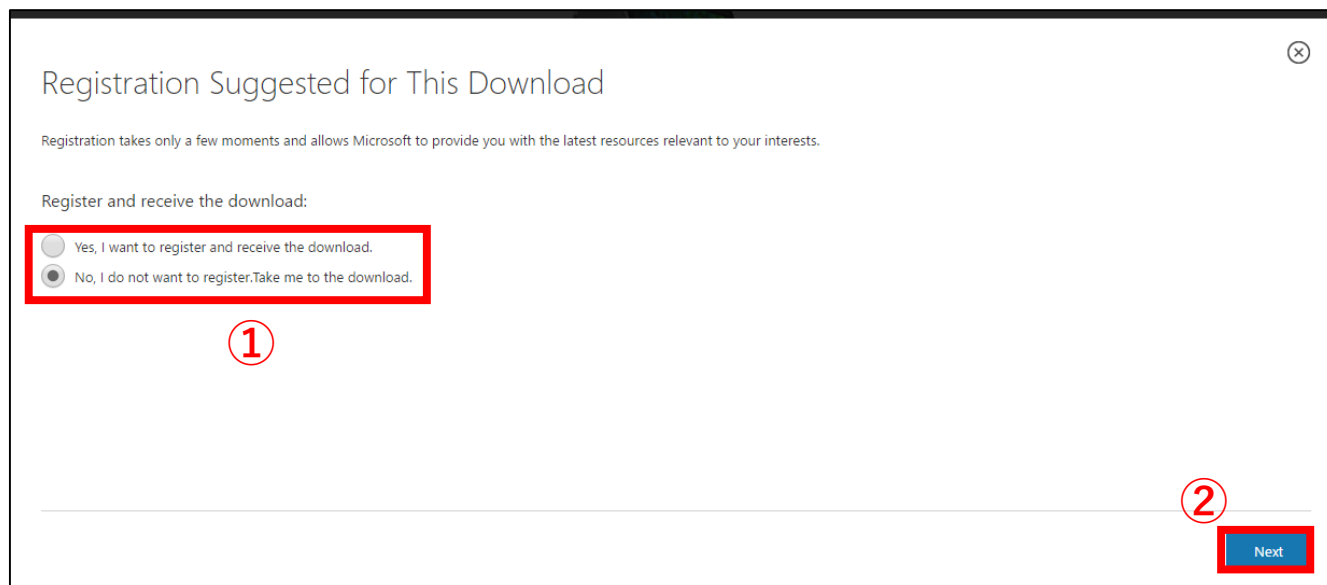 Registration Suggested for This Download
Registration takes only a few moments and allows Microsoft to provide you with the latest resources relevant to your interests.
Register and receive the download:
Yes, I want to register and receive the download.
No, I do not want to register.Take me to the download.
①
②
Next